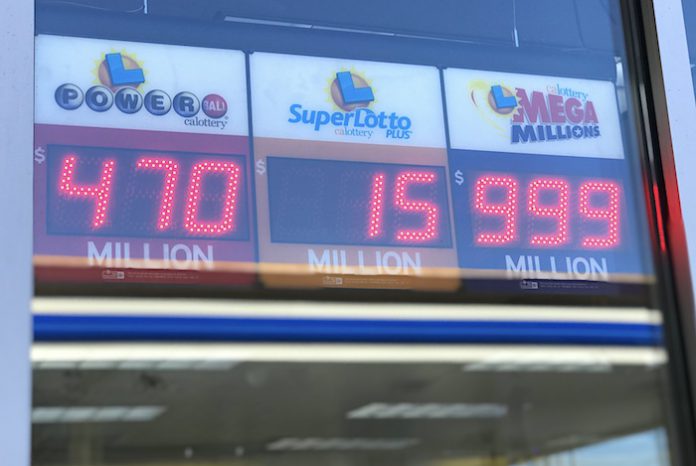 POWERBALL
calottery
$ 470
MILLION
SuperLotto
calottery PLUS
$ 15
MILLION
calottery
MEGA
MILLIONS
$ 999
MILLION